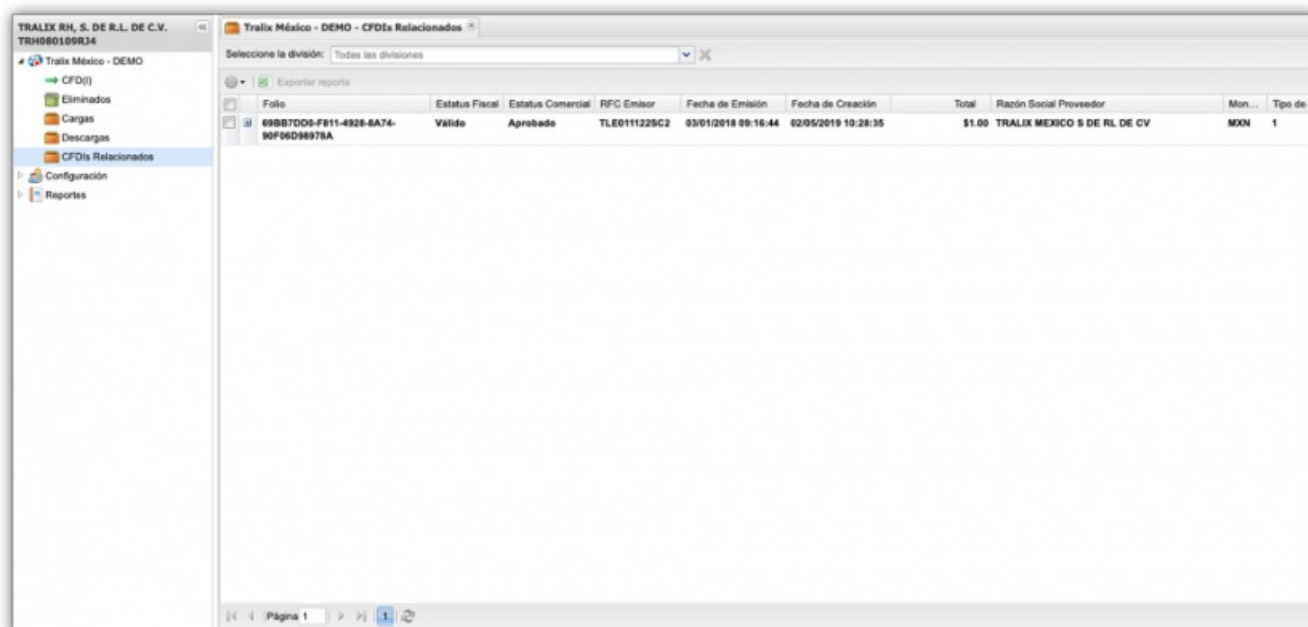 TRALIX RH, S. DE R.L. DE C.V.
TRH080109RJ4
Tralix México - DEMO
CFD(I)
Eliminados
Cargas
Descargas
CFDIs Relacionados
Configuración
Reportes
Tralix México - DEMO - CFDIs Relacionados
Seleccione la división: Todas las divisiones
Exportar reporte
Folio Estatus Fiscal Estatus Comercial RFC Emisor Fecha de Emisión Fecha de Creación Total Razón Social Proveedor Mon... Tipo de
69BB7DD0-F811-4928-8A74- Válido Aprobado TLE011122SC2 03/01/2018 09:16:44 02/05/2019 10:28:35 $1.00 TRALIX MEXICO S DE RL DE CV MXN 1
90F06D98978A
Página 1 1